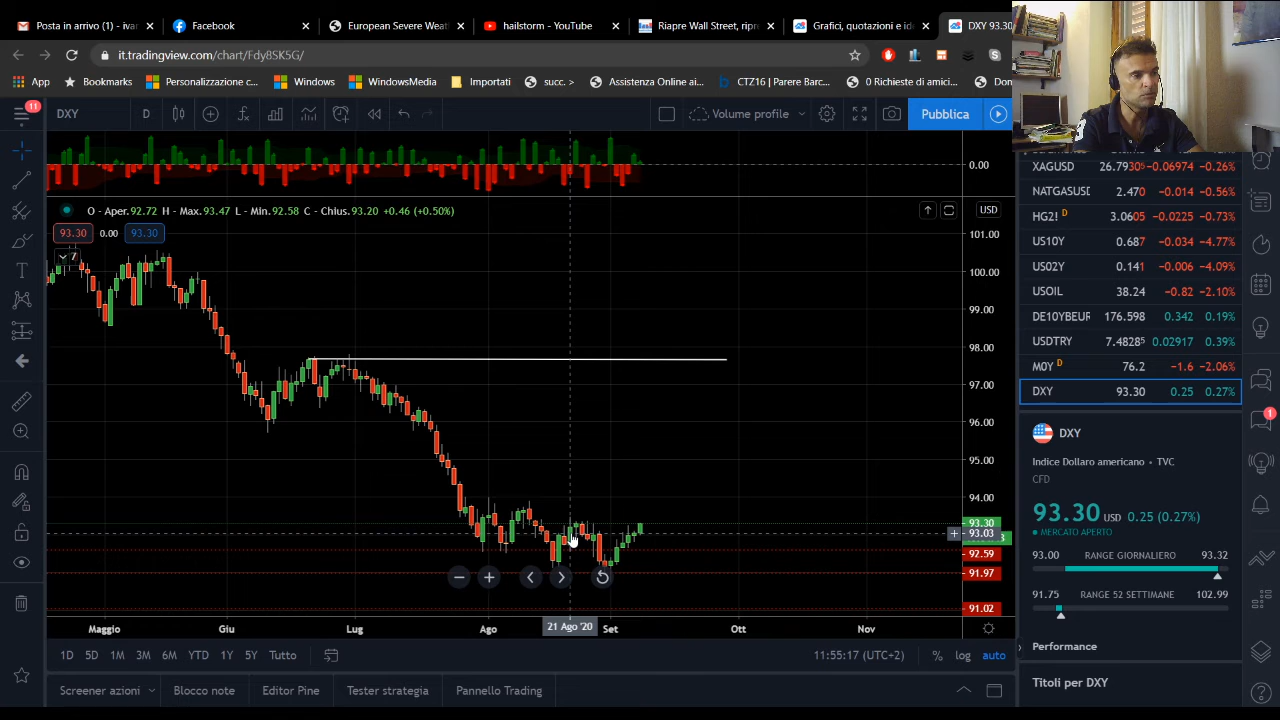 Posta in arrivo (1) - ivan
Facebook
European Severe Weat
hailstorm - YouTube
Riapre Wall Street, ripre
Grafici, quotazioni e ide
DXY 93.30
it.tradingview.com/chart/Fdy8SK5G/
App
Bookmarks
Personalizzazione c...
Windows
WindowsMedia
Importati
succ. >
Assistenza Online ai...
CTZ16 | Paree Barc...
0 Richieste di amici...
Don
11
DXY
D
Volume profile
Pubblica
0.00
O - Aper. 92.72 H - Max. 93.47 L - Min. 92.58 C - Chius. 93.20 +0.46 (+0.50%)
USD
93.30
0.00
93.30
7
101.00
100.00
99.00
98.00
97.00
96.00
95.00
94.00
93.30
93.03
92.59
91.97
91.02
Maggio
Giu
Lug
Ago
21 Ago '20
Set
Ott
Nov
1D 5D 1M 3M 6M YTD 1Y 5Y Tutto
11:55:17 (UTC+2)
% log auto
Screener azioni
Blocco note
Editor Pine
Tester strategia
Pannello Trading
XAGUSD 26.7930⁵ -0.06974 -0.26%
NATGASUSD 2.470 -0.014 -0.56%
HG2! D 3.0605 -0.0225 -0.73%
US10Y 0.687 -0.034 -4.77%
US02Y 0.141 -0.006 -4.09%
USOIL 38.24 -0.82 -2.10%
DE10YBEUR 176.598 0.342 0.19%
USDTRY 7.4828⁵ 0.02917 0.39%
M0Y D 76.2 -1.6 -2.06%
DXY 93.30 0.25 0.27%
DXY
Indice Dollaro americano • TVC
CFD
93.30 USD 0.25 (0.27%)
MERCATO APERTO
93.00 RANGE GIORNALIERO 93.32
91.75 RANGE 52 SETTIMANE 102.99
Performance
Titoli per DXY
1